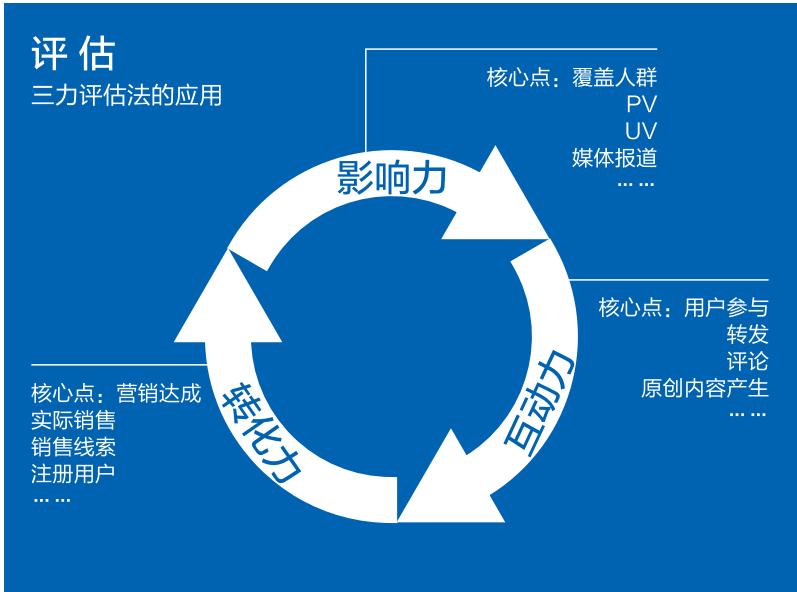 评估
三力评估法的应用
核心点：覆盖人群
PV
UV
媒体报道
... ...
影响力
核心点：用户参与
转发
评论
原创内容产生
... ...
互动力
核心点：营销达成
实际销售
销售线索
注册用户
... ...
转化力